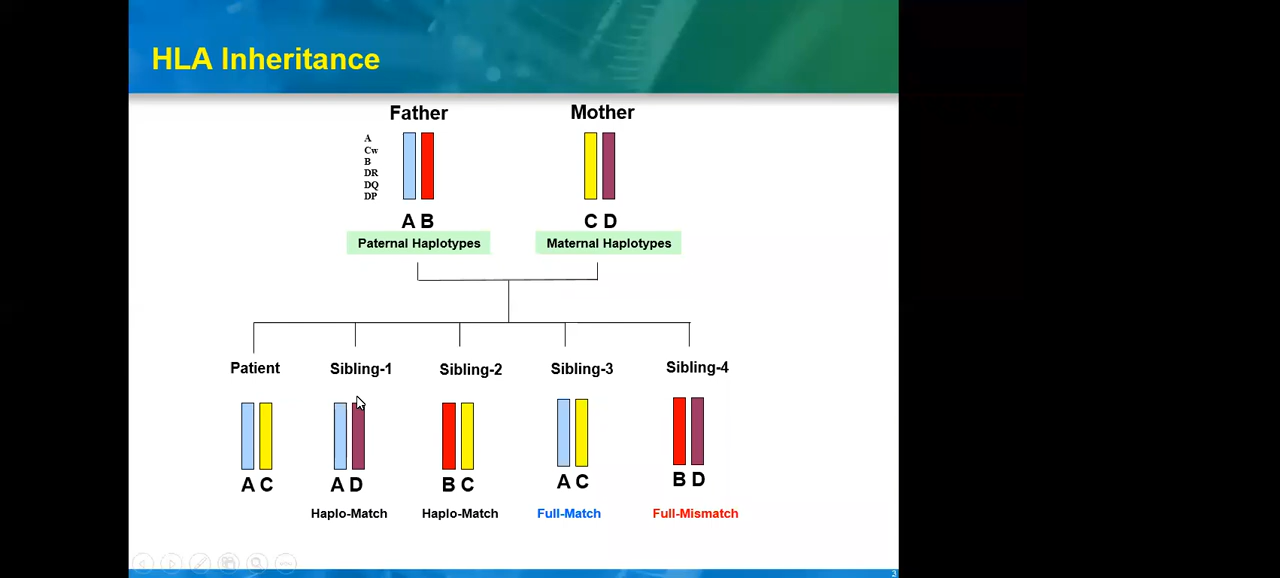 HLA Inheritance
Father
Mother
A
Cw
B
DR
DQ
DP
A B
C D
Paternal Haplotypes
Maternal Haplotypes
Patient
Sibling-1
Sibling-2
Sibling-3
Sibling-4
A C
A D
B C
A C
B D
Haplo-Match
Haplo-Match
Full-Match
Full-Mismatch
3